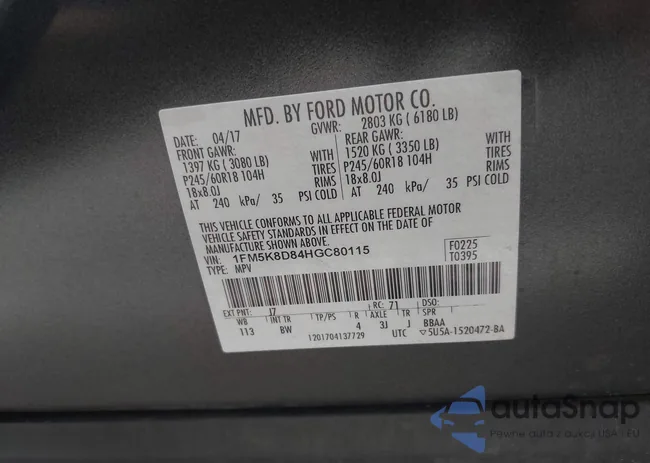 MFD. BY FORD MOTOR CO.
DATE: 04/17 GVWR: 2803 KG ( 6180 LB)
FRONT GAWR: REAR GAWR:
1397 KG ( 3080 LB) WITH 1520 KG ( 3350 LB) WITH
P245/60R18 104H TIRES P245/60R18 104H TIRES
18x8.0J RIMS 18x8.0J RIMS
AT 240 kPa/ 35 PSI COLD AT 240 kPa/ 35 PSI COLD
THIS VEHICLE CONFORMS TO ALL APPLICABLE FEDERAL MOTOR
VEHICLE SAFETY STANDARDS IN EFFECT ON THE DATE OF
MANUFACTURE SHOWN ABOVE.
VIN: 1FM5K8D84HGC80115 F0225
TYPE: MPV T0395
EXT PNT: J7 RC: 71 DSO:
WB INT TR TP/PS R AXLE TR SPR
113 BW 4 3J J BBAA
1201704137729 UTC 5U5A-1520472-BA
autoSnap
Pewne auta z aukcji USA i EU